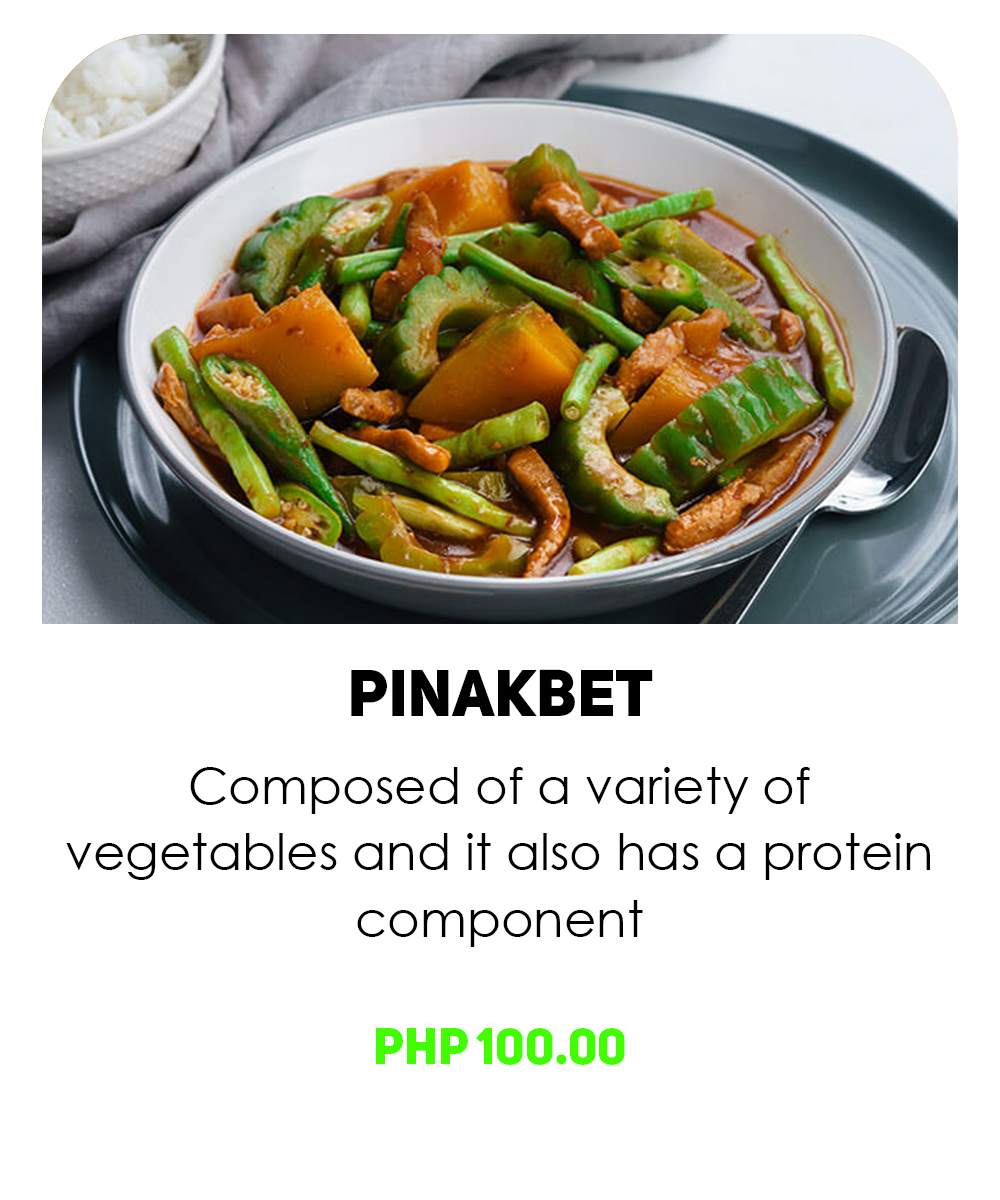 PINAKBET
Composed of a variety of
vegetables and it also has a protein
component
PHP 100.00